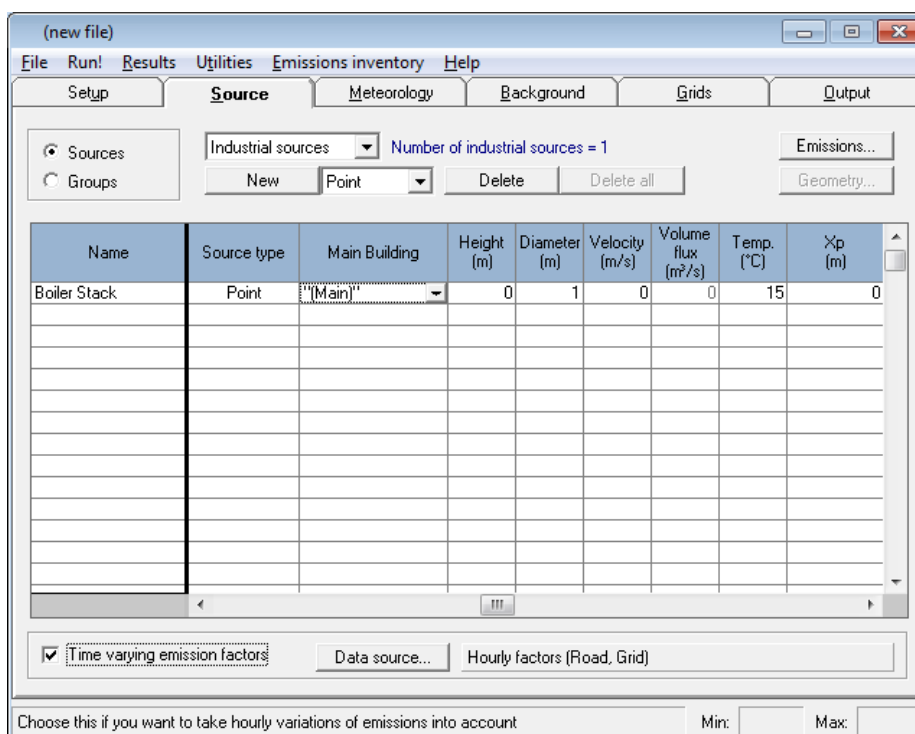 (new file)
File Run! Results Utilities Emissions inventory Help
Setup Source Meteorology Background Grids Output
Sources Industrial sources Number of industrial sources = 1 Emissions...
Groups New Point Delete Delete all Geometry...
Name Source type Main Building Height (m) Diameter (m) Velocity (m/s) Volume flux (m³/s) Temp. (°C) Xp (m)
Boiler Stack Point "(Main)" 0 1 0 0 15 0
Time varying emission factors Data source... Hourly factors (Road, Grid)
Choose this if you want to take hourly variations of emissions into account Min: Max: